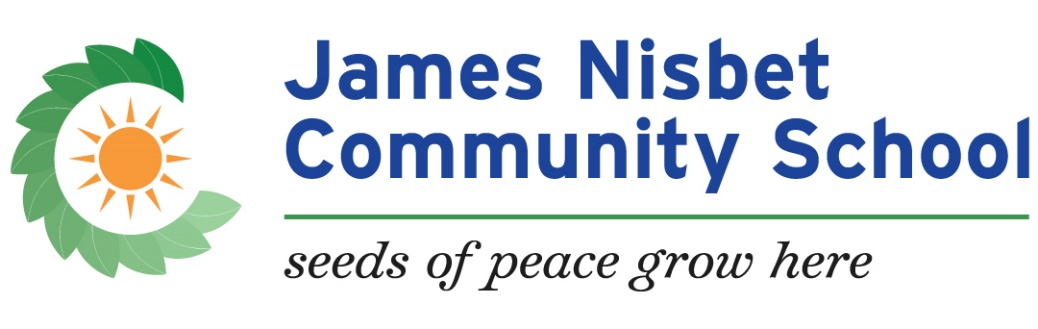 James Nisbet
Community School
seeds of peace grow here